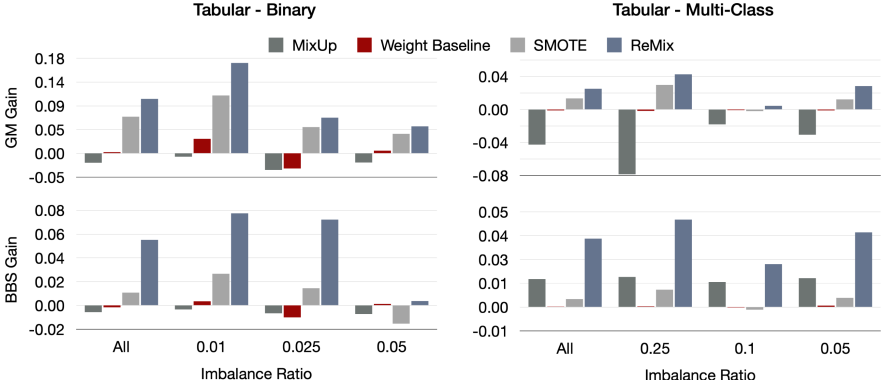 Tabular - Binary
Tabular - Multi-Class
MixUp Weight Baseline SMOTE ReMix
GM Gain
0.18
0.14
0.09
0.05
0.00
-0.05
0.04
0.00
-0.04
-0.08
BBS Gain
0.08
0.06
0.04
0.02
0.00
-0.02
0.05
0.04
0.03
0.01
0.00
-0.01
All 0.01 0.025 0.05
Imbalance Ratio
All 0.25 0.1 0.05
Imbalance Ratio